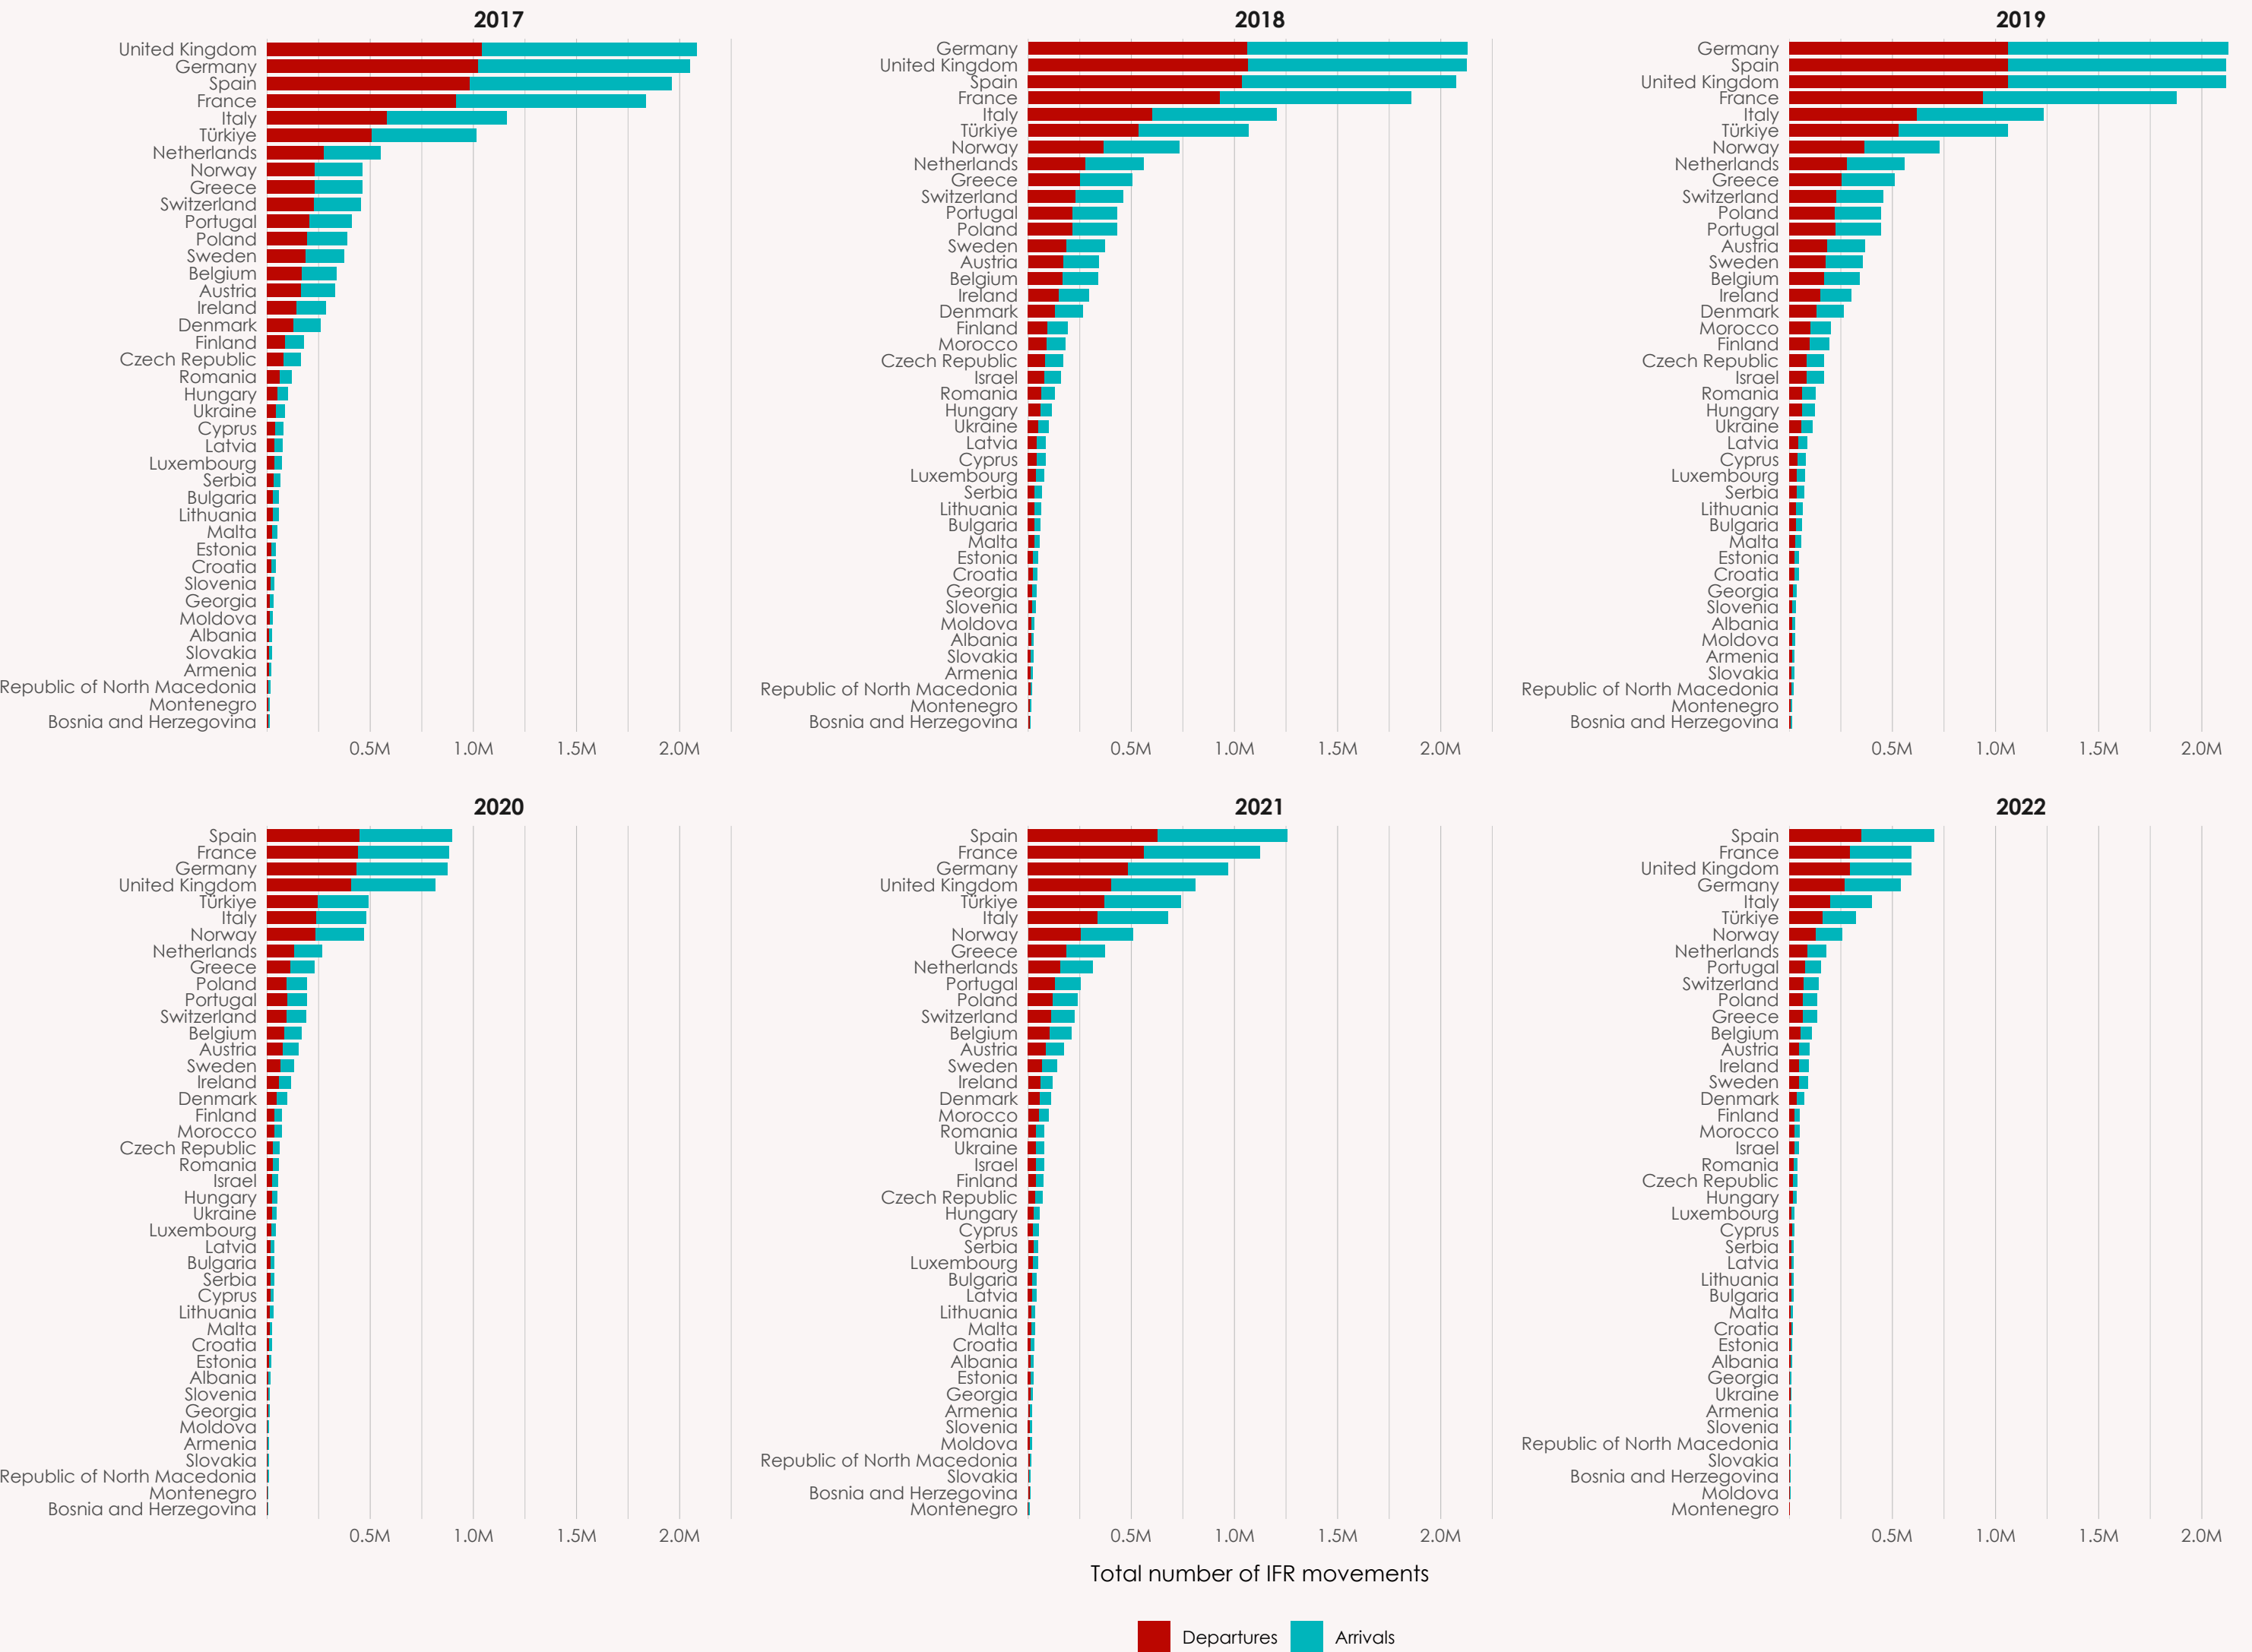 2017
United Kingdom
Germany
Spain
France
Italy
Türkiye
Netherlands
Norway
Greece
Switzerland
Portugal
Poland
Sweden
Belgium
Austria
Ireland
Denmark
Finland
Czech Republic
Romania
Hungary
Ukraine
Cyprus
Latvia
Luxembourg
Serbia
Bulgaria
Lithuania
Malta
Estonia
Croatia
Slovenia
Georgia
Moldova
Albania
Slovakia
Armenia
Republic of North Macedonia
Montenegro
Bosnia and Herzegovina
0.5M 1.0M 1.5M 2.0M
2018
Germany
United Kingdom
Spain
France
Italy
Türkiye
Norway
Netherlands
Greece
Switzerland
Portugal
Poland
Sweden
Austria
Belgium
Ireland
Denmark
Finland
Morocco
Czech Republic
Israel
Romania
Hungary
Ukraine
Latvia
Cyprus
Luxembourg
Serbia
Lithuania
Bulgaria
Malta
Estonia
Croatia
Georgia
Slovenia
Moldova
Albania
Slovakia
Armenia
Republic of North Macedonia
Montenegro
Bosnia and Herzegovina
0.5M 1.0M 1.5M 2.0M
2019
Germany
Spain
United Kingdom
France
Italy
Türkiye
Norway
Netherlands
Greece
Switzerland
Poland
Portugal
Austria
Sweden
Belgium
Ireland
Denmark
Morocco
Finland
Czech Republic
Israel
Romania
Hungary
Ukraine
Latvia
Cyprus
Luxembourg
Serbia
Lithuania
Bulgaria
Malta
Estonia
Croatia
Georgia
Slovenia
Albania
Moldova
Armenia
Slovakia
Republic of North Macedonia
Montenegro
Bosnia and Herzegovina
0.5M 1.0M 1.5M 2.0M
2020
Spain
France
Germany
United Kingdom
Türkiye
Italy
Norway
Netherlands
Greece
Poland
Portugal
Switzerland
Belgium
Austria
Sweden
Ireland
Denmark
Finland
Morocco
Czech Republic
Romania
Israel
Hungary
Ukraine
Luxembourg
Latvia
Bulgaria
Serbia
Cyprus
Lithuania
Malta
Croatia
Estonia
Albania
Slovenia
Georgia
Moldova
Armenia
Slovakia
Republic of North Macedonia
Montenegro
Bosnia and Herzegovina
0.5M 1.0M 1.5M 2.0M
2021
Spain
France
Germany
United Kingdom
Türkiye
Italy
Norway
Greece
Netherlands
Portugal
Poland
Switzerland
Belgium
Austria
Sweden
Ireland
Denmark
Morocco
Romania
Ukraine
Israel
Finland
Czech Republic
Hungary
Cyprus
Serbia
Luxembourg
Bulgaria
Latvia
Lithuania
Malta
Croatia
Albania
Estonia
Georgia
Armenia
Slovenia
Moldova
Republic of North Macedonia
Slovakia
Bosnia and Herzegovina
Montenegro
0.5M 1.0M 1.5M 2.0M
2022
Spain
France
United Kingdom
Germany
Italy
Türkiye
Norway
Netherlands
Portugal
Switzerland
Poland
Greece
Belgium
Austria
Ireland
Sweden
Denmark
Finland
Morocco
Israel
Romania
Czech Republic
Hungary
Luxembourg
Cyprus
Serbia
Latvia
Lithuania
Bulgaria
Malta
Croatia
Estonia
Albania
Georgia
Ukraine
Armenia
Slovenia
Republic of North Macedonia
Slovakia
Bosnia and Herzegovina
Moldova
Montenegro
0.5M 1.0M 1.5M 2.0M
Total number of IFR movements
Departures Arrivals